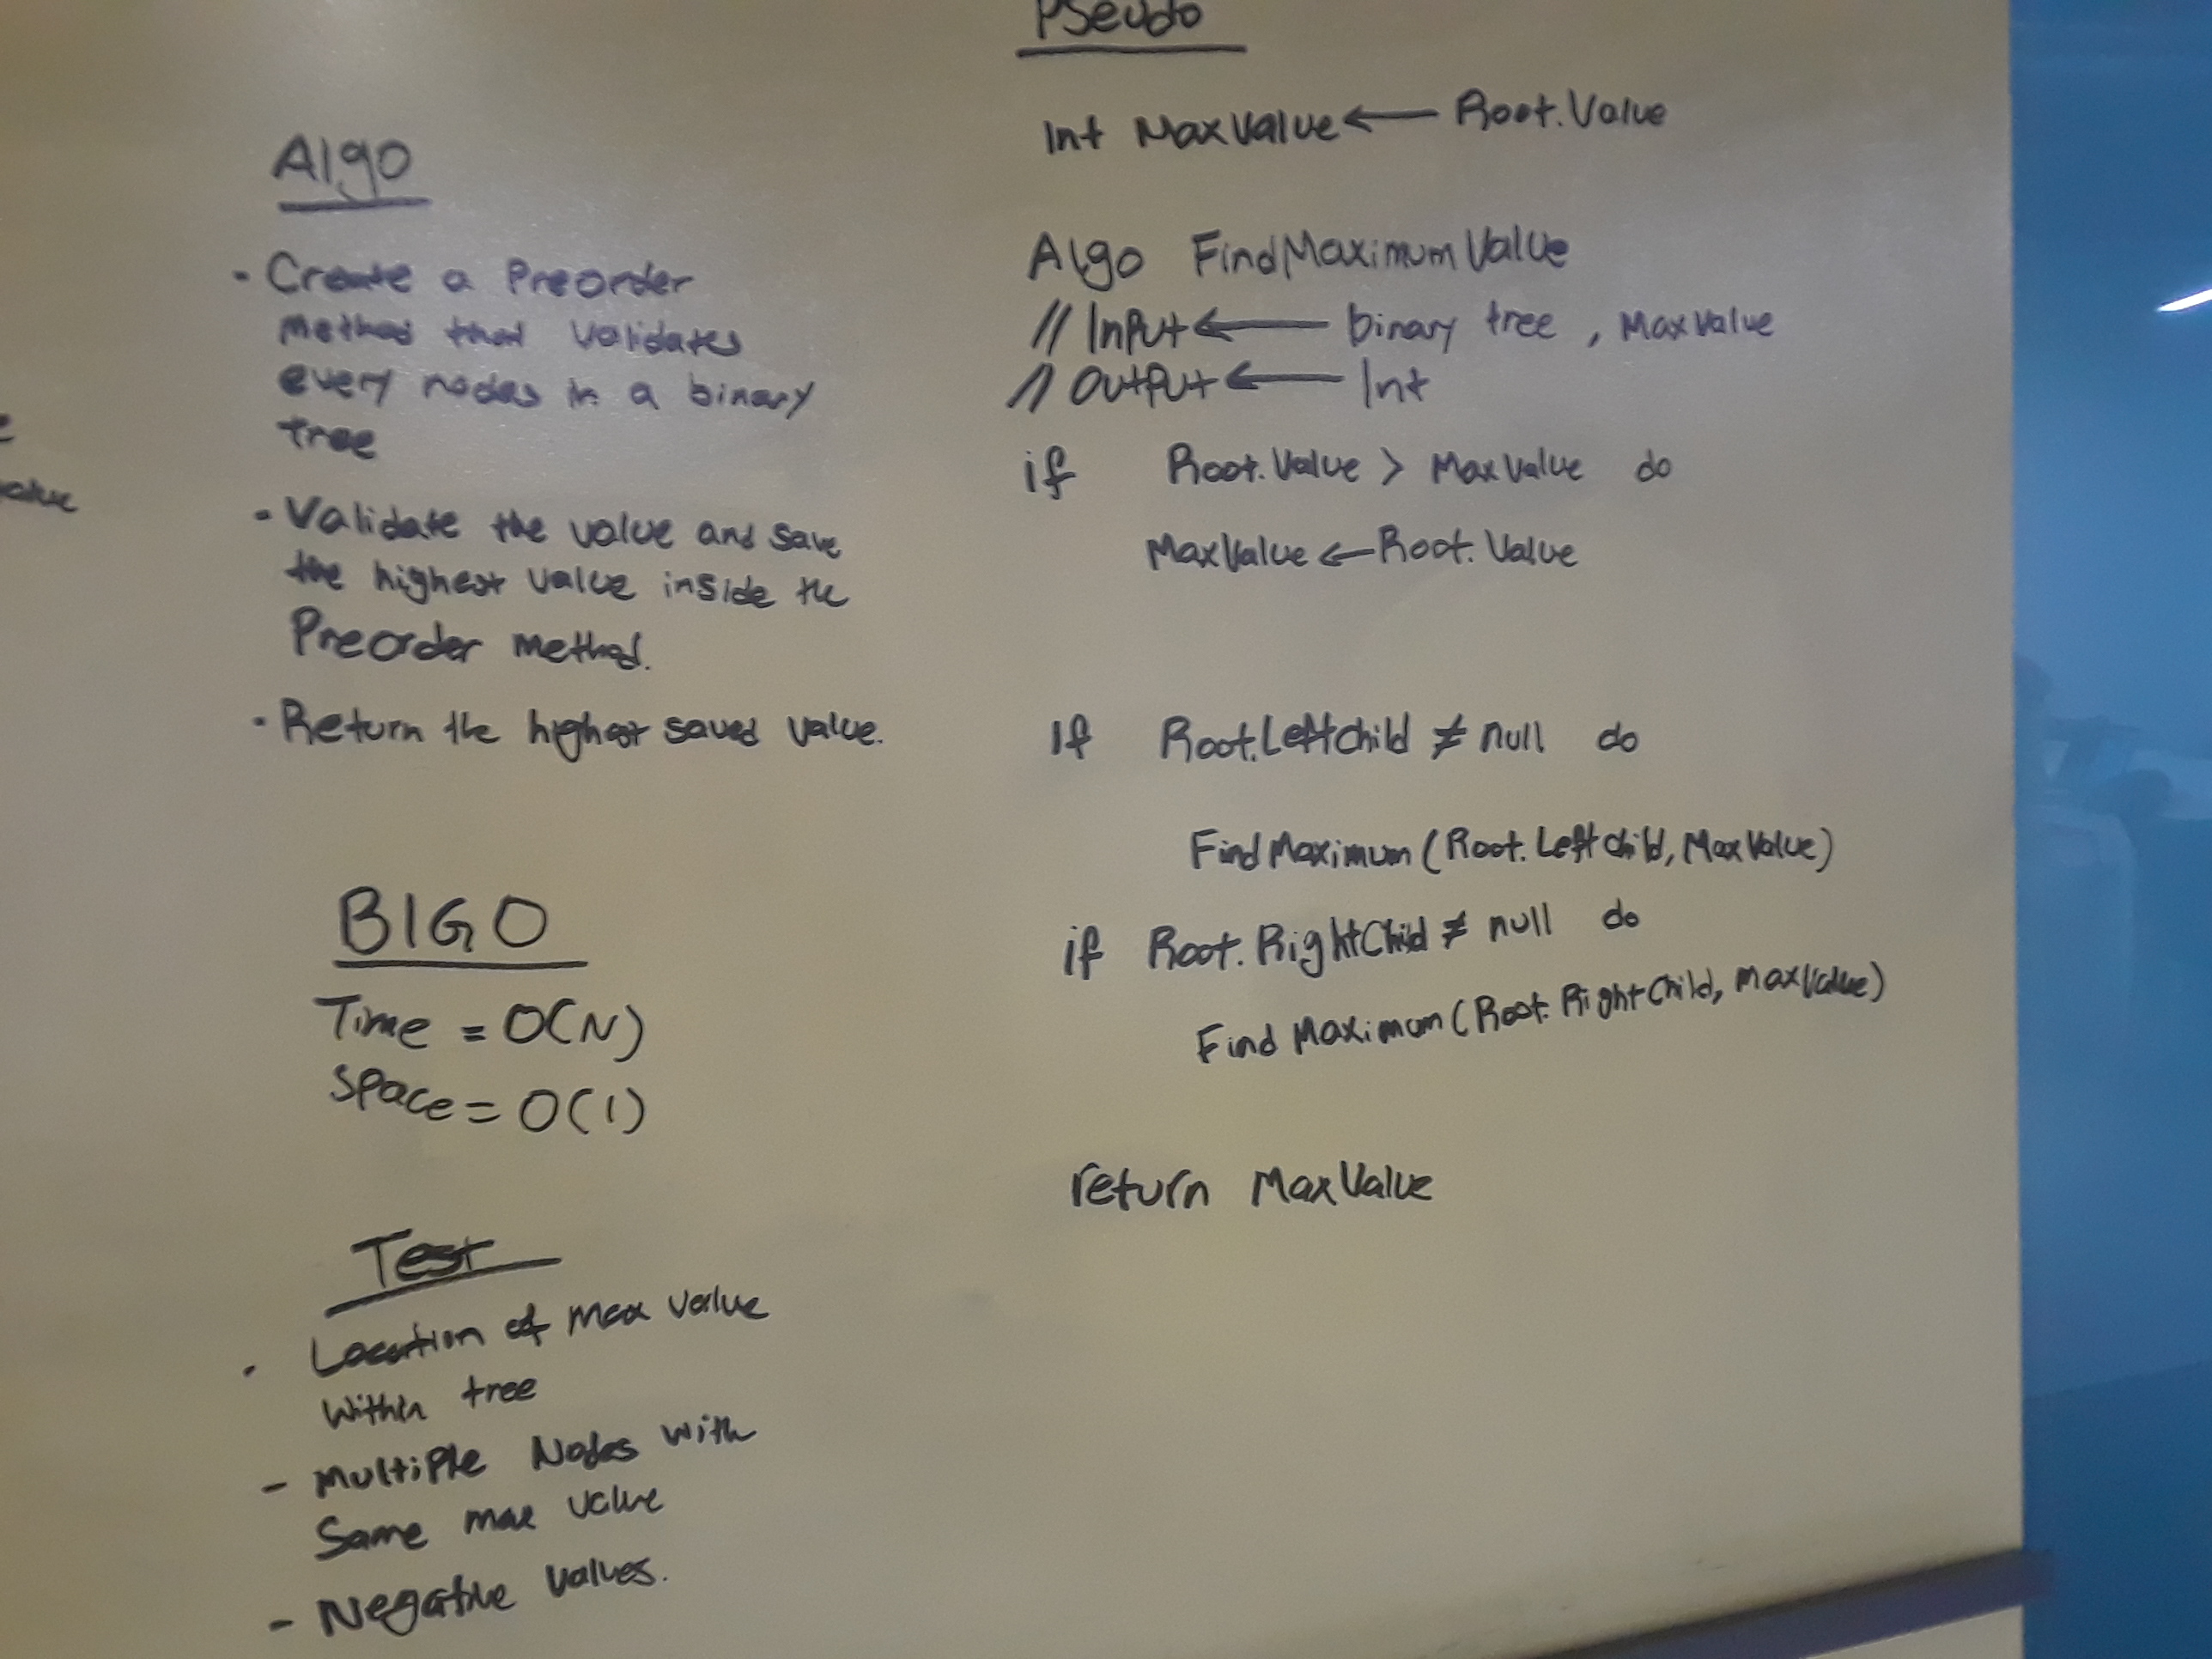 Algo
- Create a Preorder
method that validates
every nodes in a binary
tree
- Validate the value and save
the highest value inside the
Preorder method.
- Return the highest saved value.
BIGO
Time = O(N)
Space = O(1)
Test
- Location of max value
within tree
- Multiple Nodes with
Same max value
- Negative values.
Pseudo
Int MaxValue ← Root.Value
Algo FindMaximumValue
// Input ← binary tree , MaxValue
// Output ← Int
if Root.Value > MaxValue do
MaxValue ← Root.Value
if Root.LeftChild ≠ null do
FindMaximum(Root.LeftChild, MaxValue)
if Root.RightChild ≠ null do
FindMaximum(Root.RightChild, MaxValue)
return MaxValue